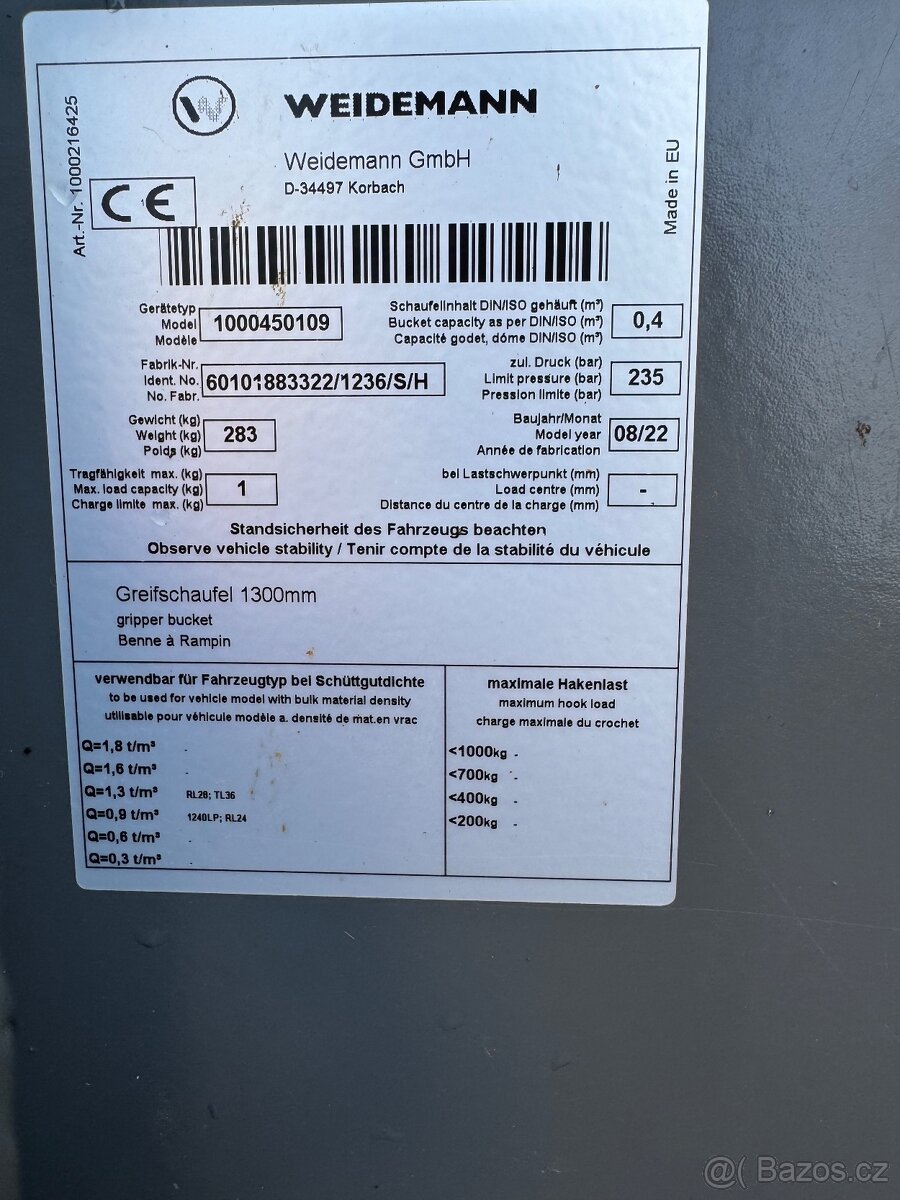 WEIDEMANN
Weidemann GmbH
D-34497 Korbach
Art.-Nr. 1000216425
CE
Made in EU
Gerätetyp
Model
Modèle
1000450109
Schaufelinhalt DIN/ISO gehäuft (m³)
Bucket capacity as per DIN/ISO (m³)
Capacité godet, dôme DIN/ISO (m³)
0,4
Fabrik-Nr.
Ident. No.
No. Fabr.
60101883322/1236/S/H
zul. Druck (bar)
Limit pressure (bar)
Pression limite (bar)
235
Gewicht (kg)
Weight (kg)
Poids (kg)
283
Baujahr/Monat
Model year
Année de fabrication
08/22
Tragfähigkeit max. (kg)
Max. load capacity (kg)
Charge limite max. (kg)
1
bei Lastschwerpunkt (mm)
Load centre (mm)
Distance du centre de la charge (mm)
-
Standsicherheit des Fahrzeugs beachten
Observe vehicle stability / Tenir compte de la stabilité du véhicule
Greifschaufel 1300mm
gripper bucket
Benne à Rampin
verwendbar für Fahrzeugtyp bei Schüttgutdichte
to be used for vehicle model with bulk material density
utilisable pour véhicule modèle a. densité de mat.en vrac
Q=1,8 t/m³ -
Q=1,6 t/m³ -
Q=1,3 t/m³ RL28; TL36
Q=0,9 t/m³ 1240LP; RL24
Q=0,6 t/m³ -
Q=0,3 t/m³ -
maximale Hakenlast
maximum hook load
charge maximale du crochet
<1000kg -
<700kg -
<400kg -
<200kg -
@( Bazos.cz